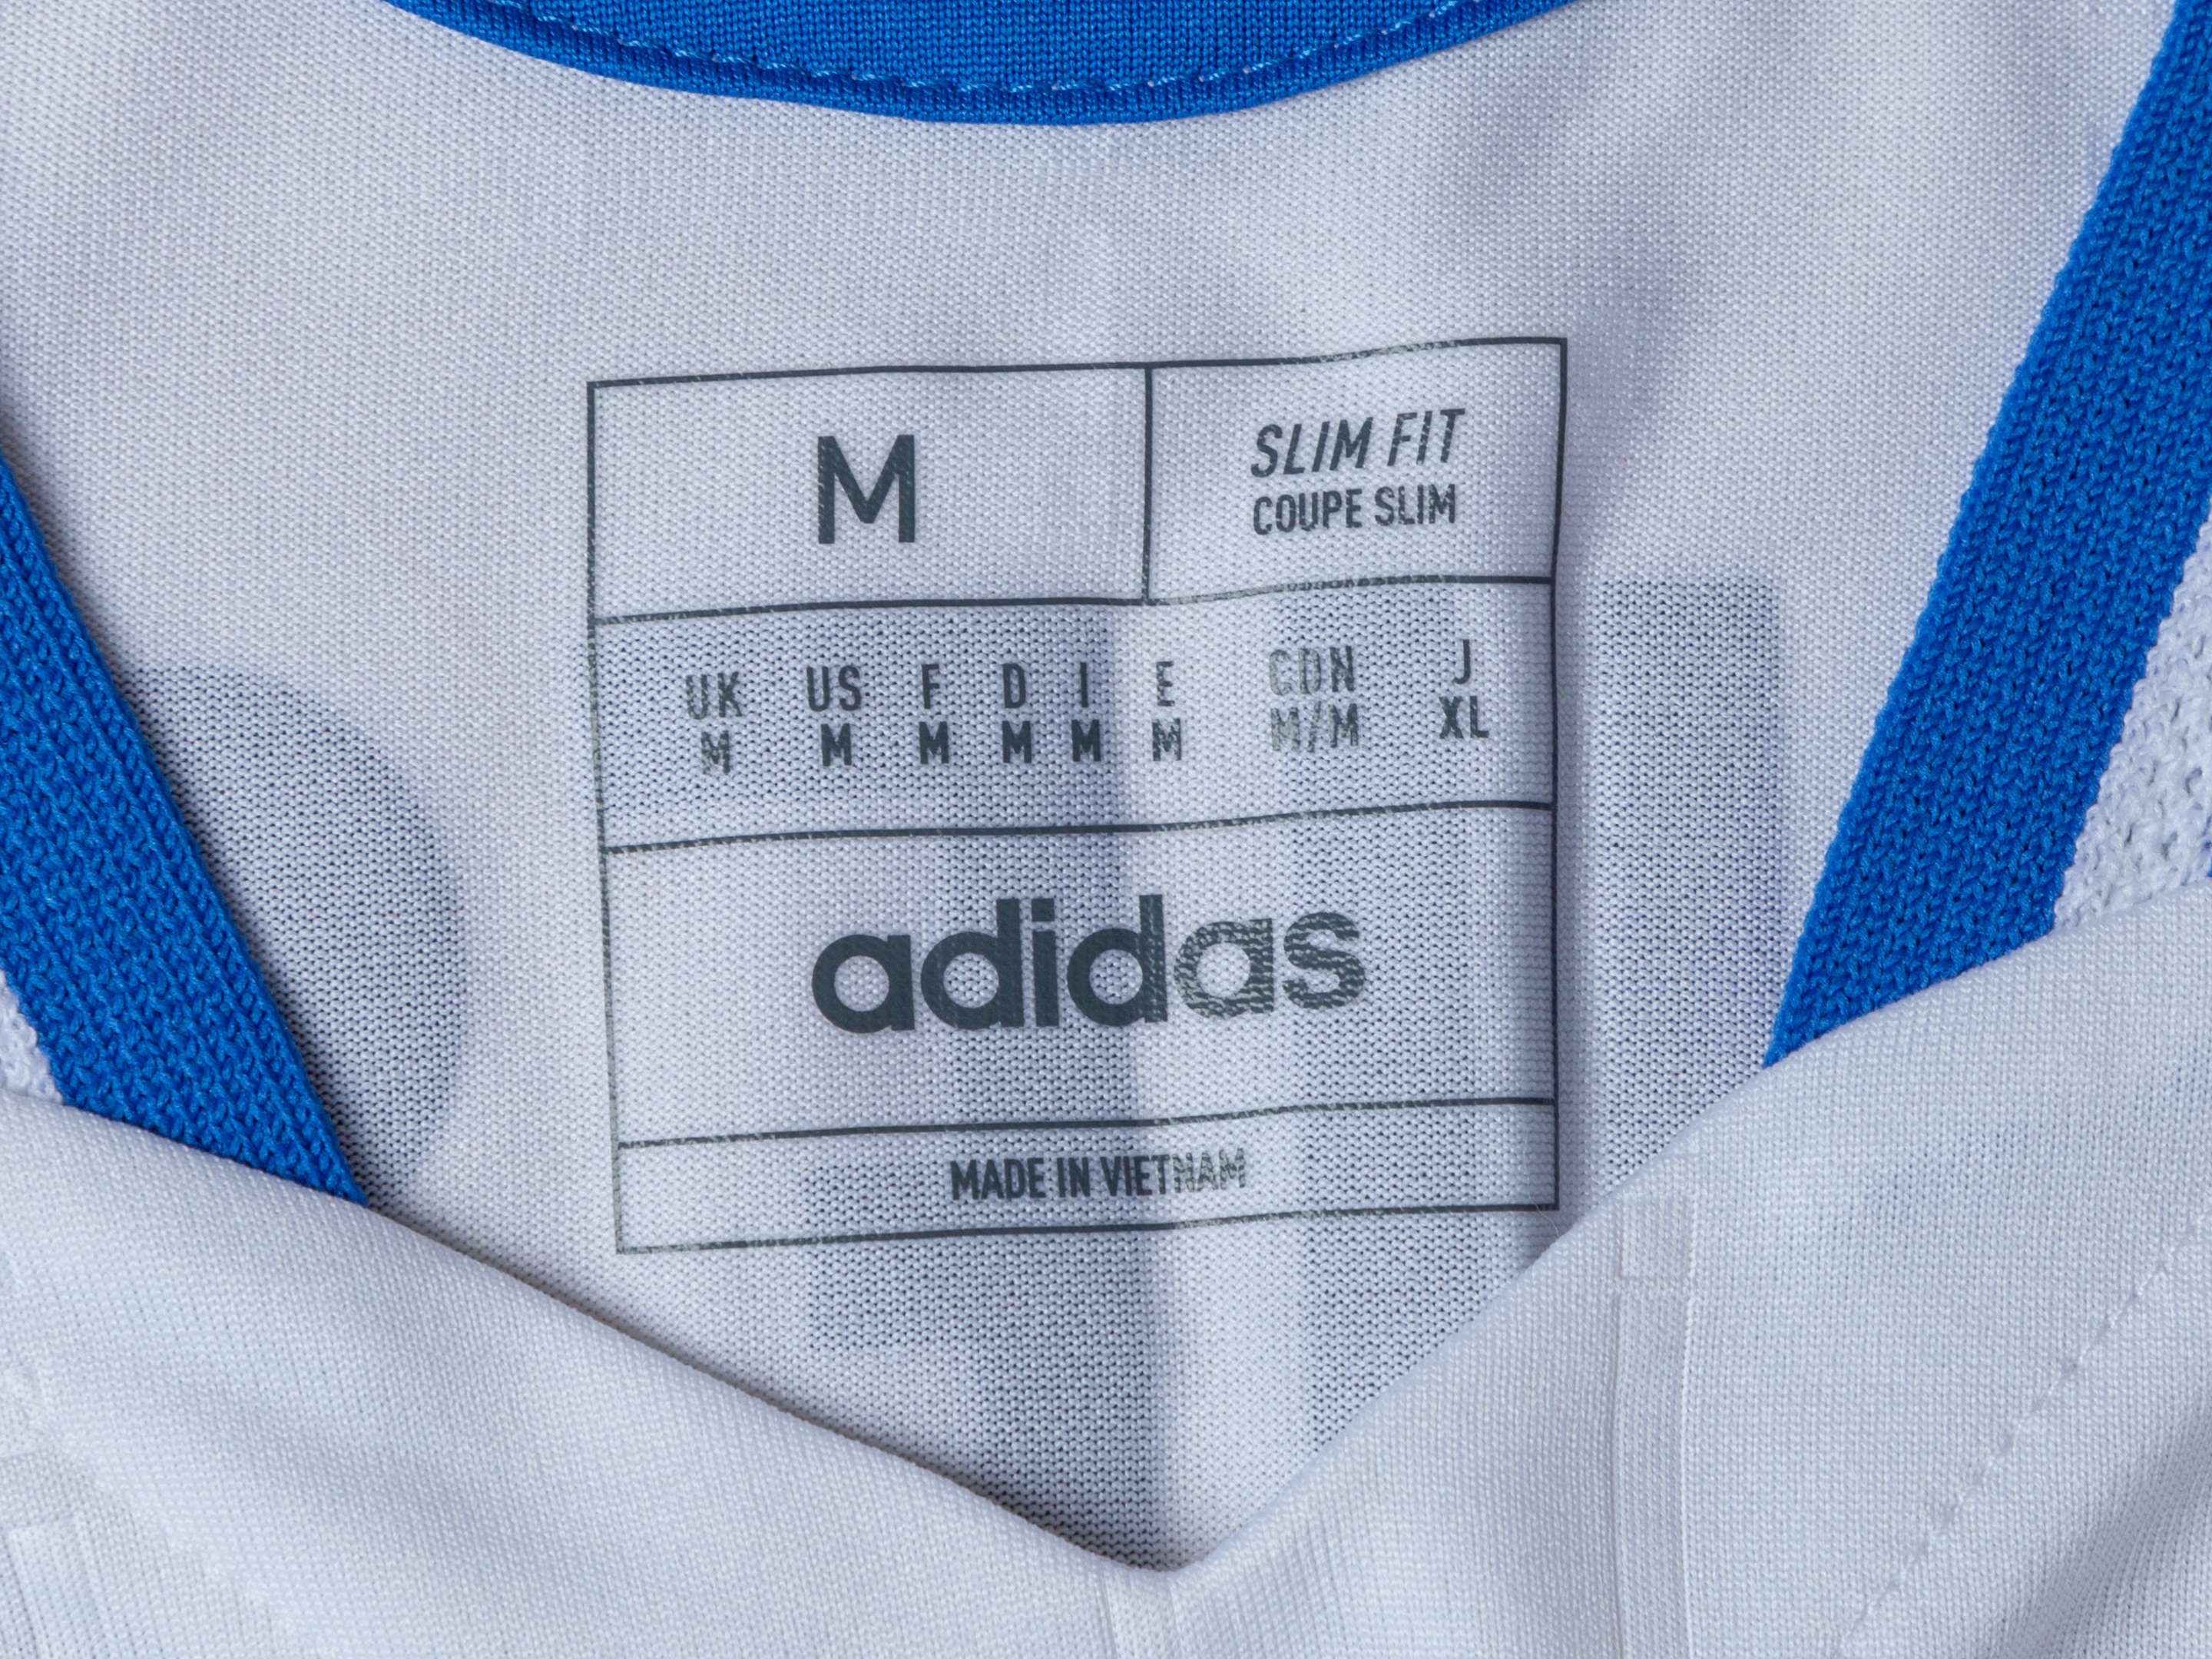 M
SLIM FIT
COUPE SLIM
UK US F D I E CDN J
M M M M M M M/M XL
adidas
MADE IN VIETNAM